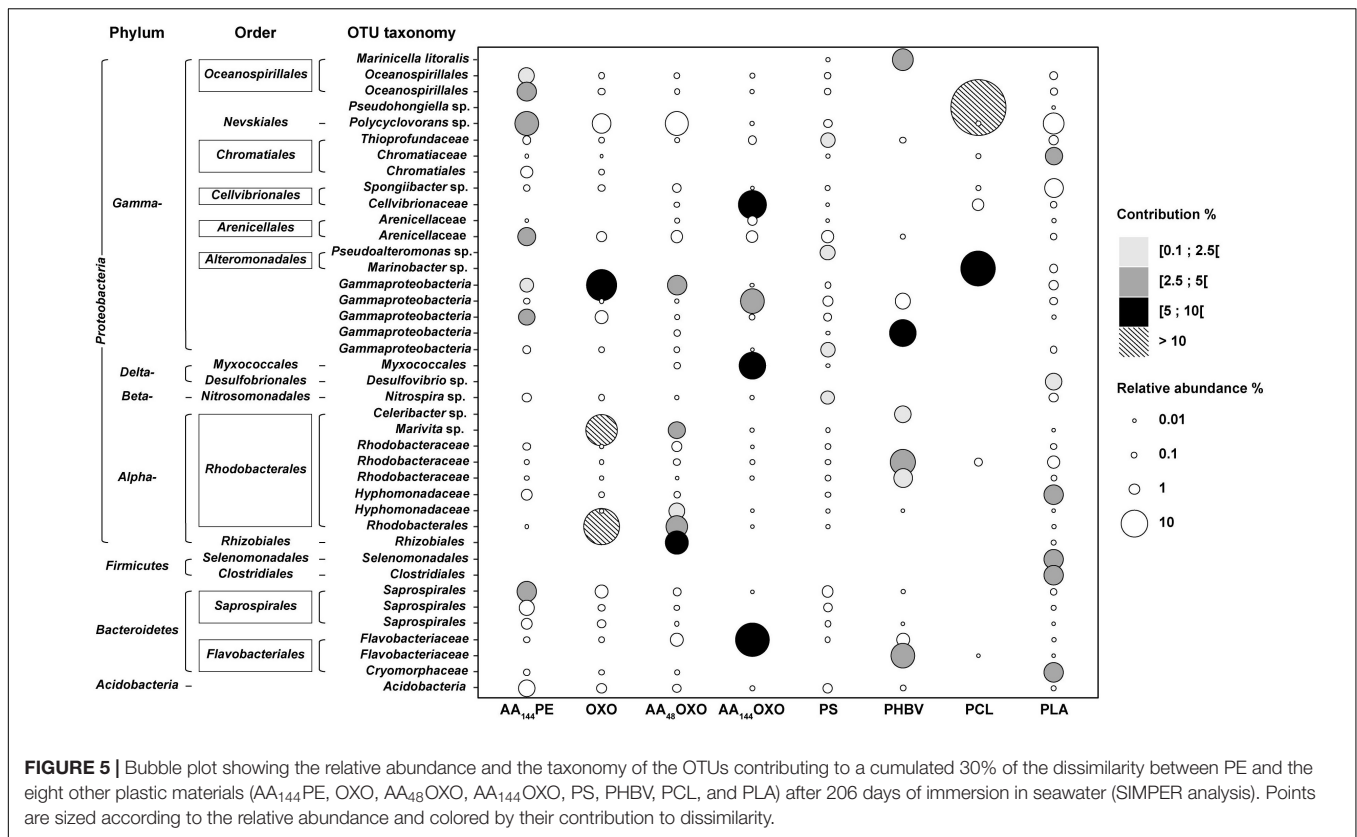 Phylum Order OTU taxonomy
Marinicella litoralis
Oceanospirillales Oceanospirillales
Oceanospirillales
Pseudohongiella sp.
Nevskiales Polycyclovorans sp.
Thioprofundaceae
Chromatiales Chromatiaceae
Chromatiales
Spongiibacter sp.
Gamma- Cellvibrionales Cellvibrionaceae
Arenicellaceae
Arenicellales Arenicellaceae
Pseudoalteromonas sp.
Alteromonadales Marinobacter sp.
Gammaproteobacteria
Proteobacteria Gammaproteobacteria
Gammaproteobacteria
Gammaproteobacteria
Gammaproteobacteria
Delta- Myxococcales Myxococcales
Desulfobrionales Desulfovibrio sp.
Beta- Nitrosomonadales Nitrospira sp.
Celeribacter sp.
Marivita sp.
Rhodobacteraceae
Alpha- Rhodobacterales Rhodobacteraceae
Rhodobacteraceae
Hyphomonadaceae
Hyphomonadaceae
Rhodobacterales
Rhizobiales Rhizobiales
Firmicutes Selenomonadales Selenomonadales
Clostridiales Clostridiales
Saprospirales
Saprospirales Saprospirales
Bacteroidetes Saprospirales
Flavobacteriaceae
Flavobacteriales Flavobacteriaceae
Cryomorphaceae
Acidobacteria Acidobacteria
AA144PE OXO AA48OXO AA144OXO PS PHBV PCL PLA
Contribution %
[0.1 ; 2.5[
[2.5 ; 5[
[5 ; 10[
> 10
Relative abundance %
0.01
0.1
1
10
FIGURE 5 | Bubble plot showing the relative abundance and the taxonomy of the OTUs contributing to a cumulated 30% of the dissimilarity between PE and the
eight other plastic materials (AA144PE, OXO, AA48OXO, AA144OXO, PS, PHBV, PCL, and PLA) after 206 days of immersion in seawater (SIMPER analysis). Points
are sized according to the relative abundance and colored by their contribution to dissimilarity.